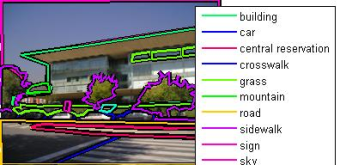 building
car
central reservation
crosswalk
grass
mountain
road
sidewalk
sign
sky